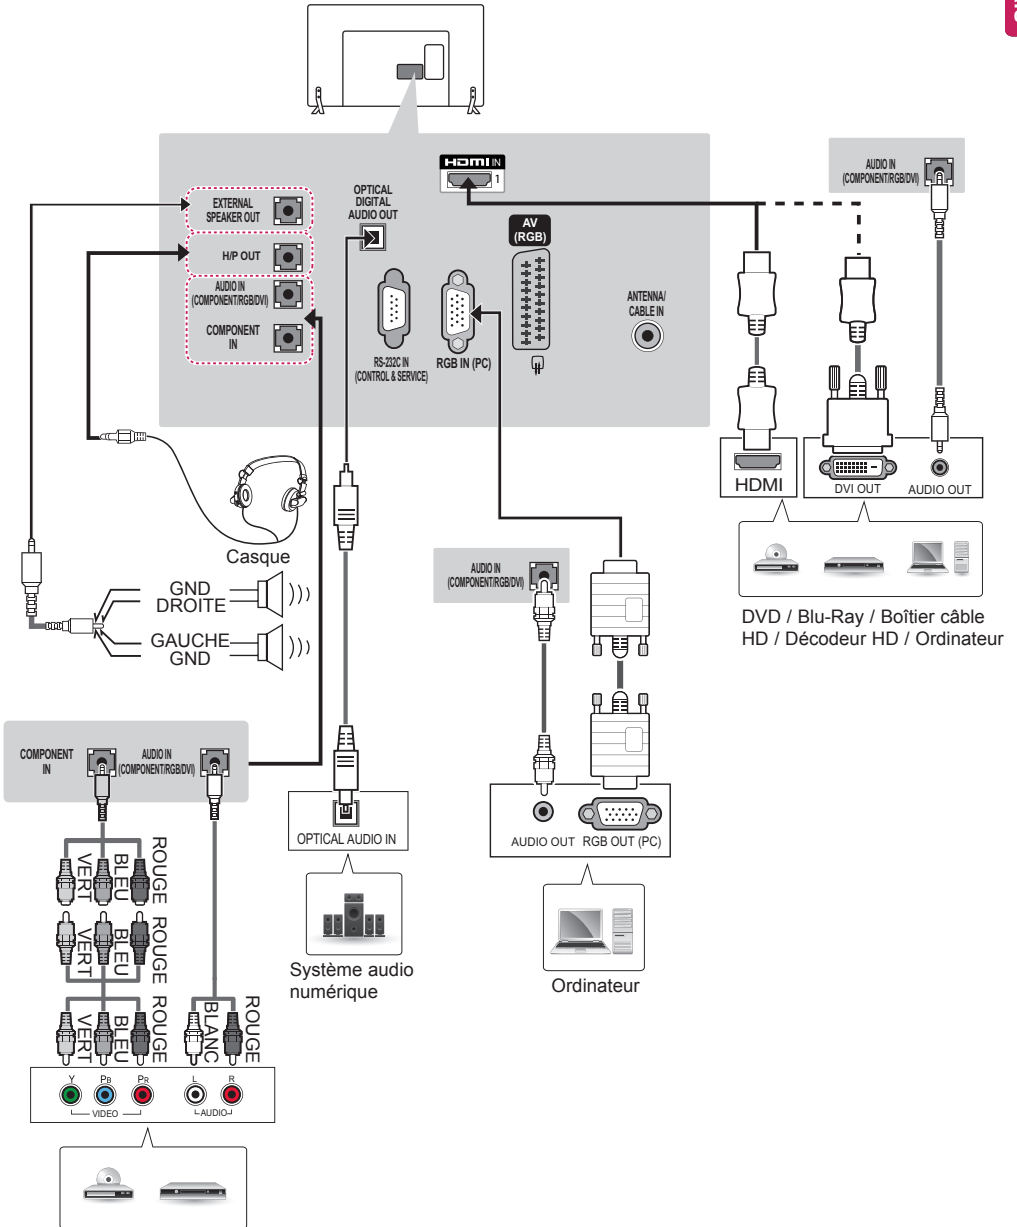 HDMI IN
1
EXTERNAL
SPEAKER OUT
OPTICAL
DIGITAL
AUDIO OUT
AV
(RGB)
H/P OUT
AUDIO IN
(COMPONENT/RGB/DVI)
COMPONENT
IN
ANTENNA/
CABLE IN
RS-232C IN
(CONTROL & SERVICE)
RGB IN (PC)
AUDIO IN
(COMPONENT/RGB/DVI)
HDMI
DVI OUT
AUDIO OUT
DVD / Blu-Ray / Boîtier câble
HD / Décodeur HD / Ordinateur
Casque
GND
DROITE
GAUCHE
GND
AUDIO IN
(COMPONENT/RGB/DVI)
AUDIO OUT
RGB OUT (PC)
Ordinateur
COMPONENT
IN
AUDIO IN
(COMPONENT/RGB/DVI)
OPTICAL AUDIO IN
Système audio
numérique
VERT
BLEU
ROUGE
VERT
BLEU
ROUGE
VERT
BLEU
ROUGE
BLANC
ROUGE
Y
PB
PR
L
R
VIDEO
AUDIO